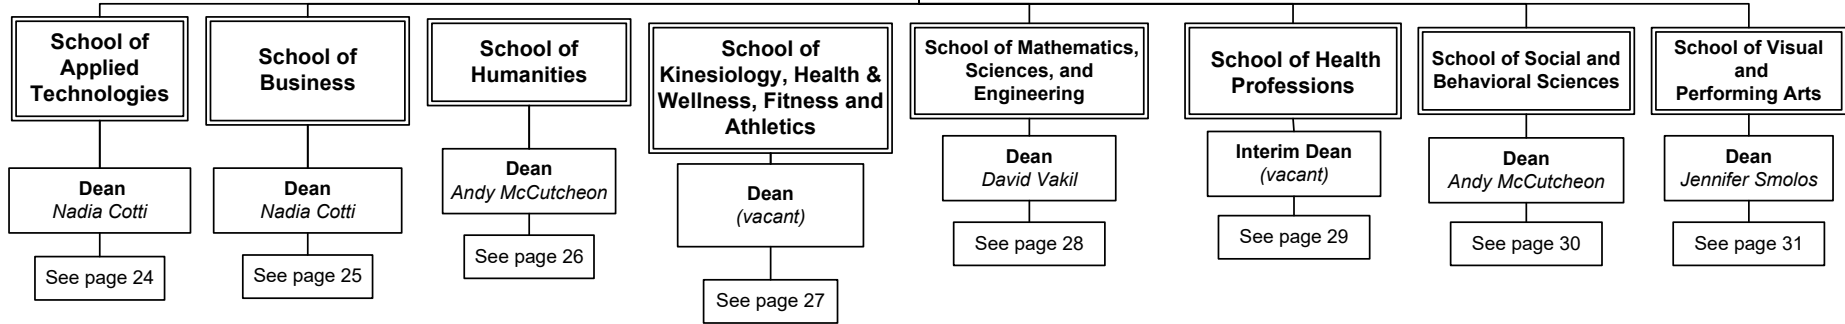 School of
Applied
Technologies
Dean
Nadia Cotti
See page 24
School of
Business
Dean
Nadia Cotti
See page 25
School of
Humanities
Dean
Andy McCutcheon
See page 26
School of
Kinesiology, Health &
Wellness, Fitness and
Athletics
Dean
(vacant)
See page 27
School of Mathematics,
Sciences, and
Engineering
Dean
David Vakil
See page 28
School of Health
Professions
Interim Dean
(vacant)
See page 29
School of Social and
Behavioral Sciences
Dean
Andy McCutcheon
See page 30
School of Visual
and
Performing Arts
Dean
Jennifer Smolos
See page 31